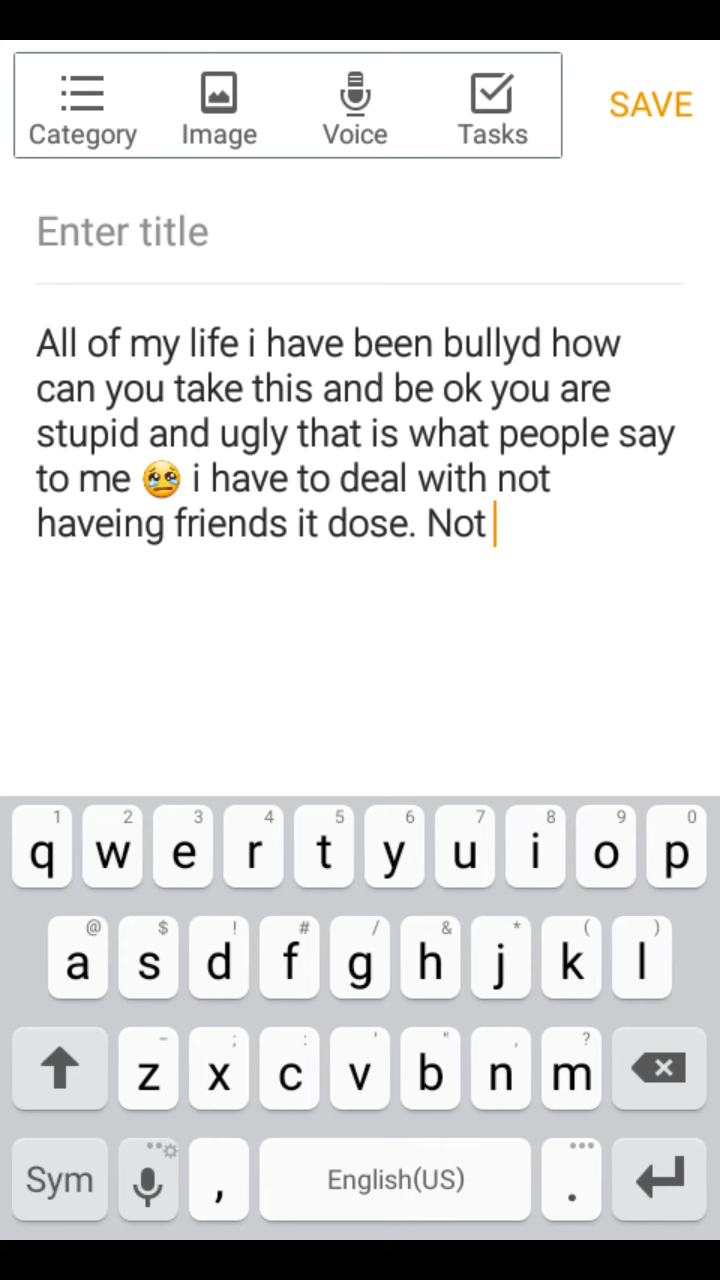 Category Image Voice Tasks SAVE
Enter title
All of my life i have been bullyd how
can you take this and be ok you are
stupid and ugly that is what people say
to me 😢 i have to deal with not
haveing friends it dose. Not
1 2 3 4 5 6 7 8 9 0
q w e r t y u i o p
@ $ ! # / & * ( )
a s d f g h j k l
- ; : ' " , ?
z x c v b n m
Sym , English(US) .